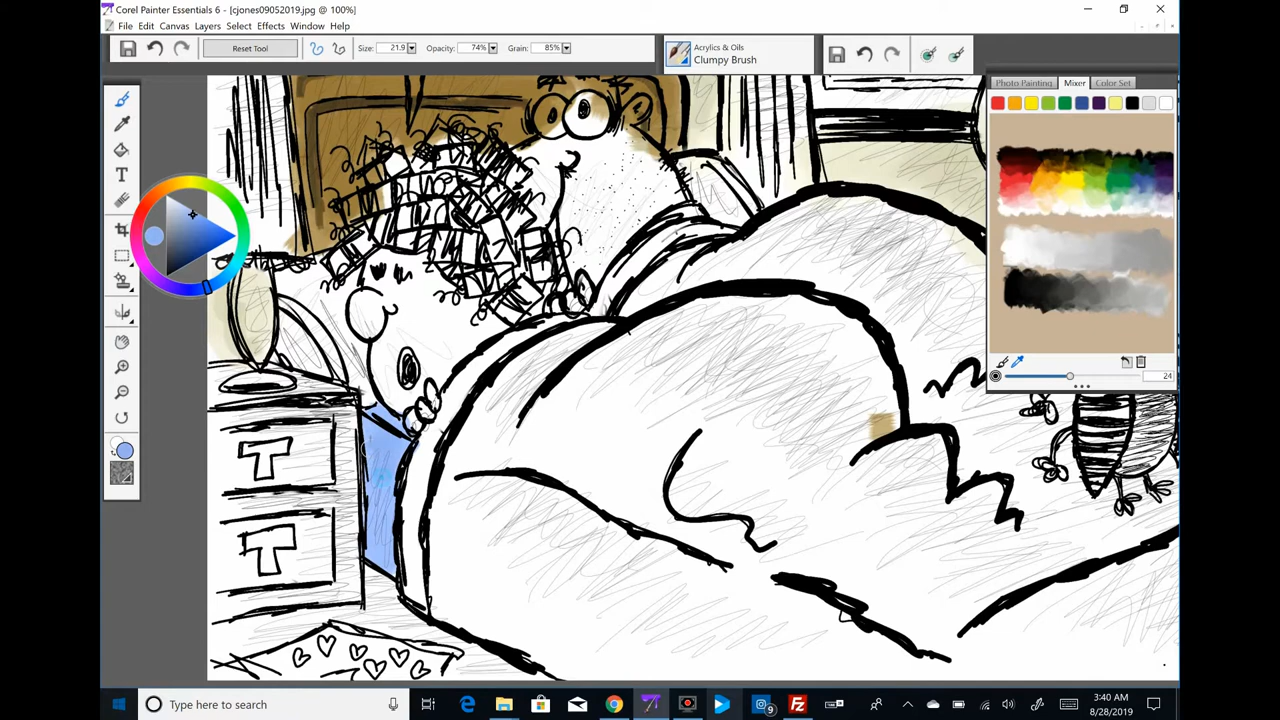 Corel Painter Essentials 6 - [cjones09052019.jpg @ 100%]
File Edit Canvas Layers Select Effects Window Help
Reset Tool Size: 21.9 Opacity: 74% Grain: 85%
Acrylics & Oils
Clumpy Brush
Photo Painting Mixer Color Set
24
T
T
Type here to search
9
3:40 AM
8/28/2019